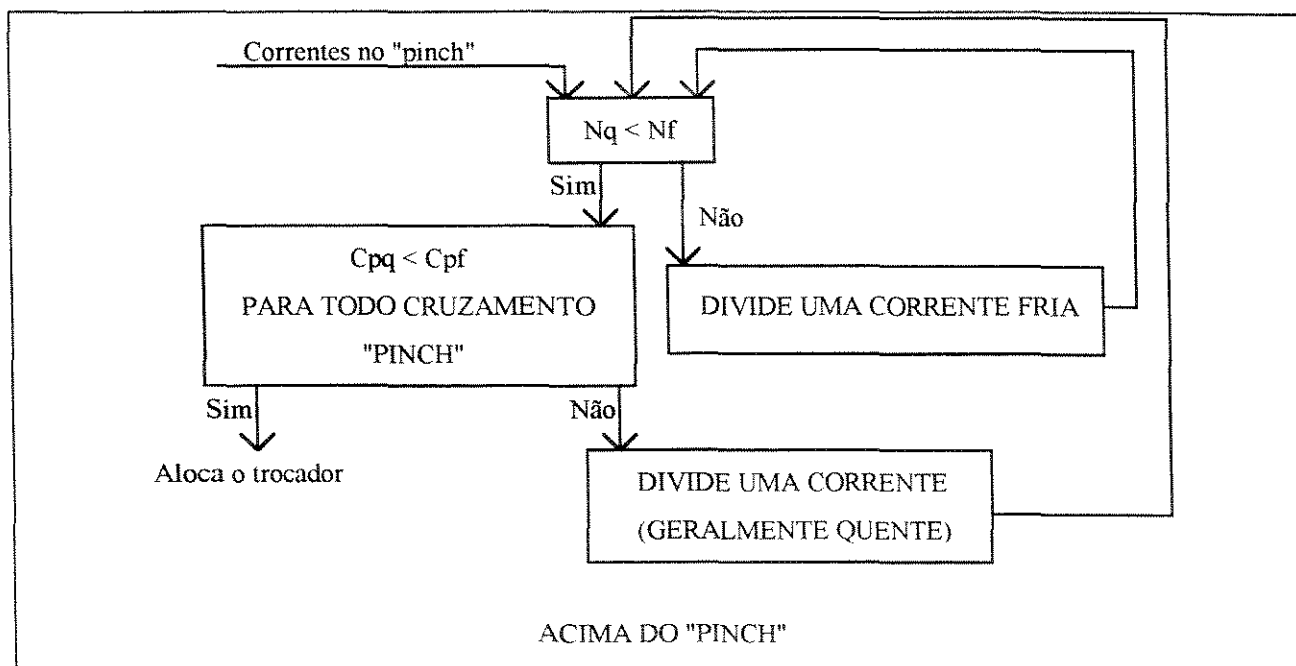 Correntes no "pinch"
Nq < Nf
Sim
Não
Cpq < Cpf
PARA TODO CRUZAMENTO
"PINCH"
DIVIDE UMA CORRENTE FRIA
Sim
Não
Aloca o trocador
DIVIDE UMA CORRENTE
(GERALMENTE QUENTE)
ACIMA DO "PINCH"